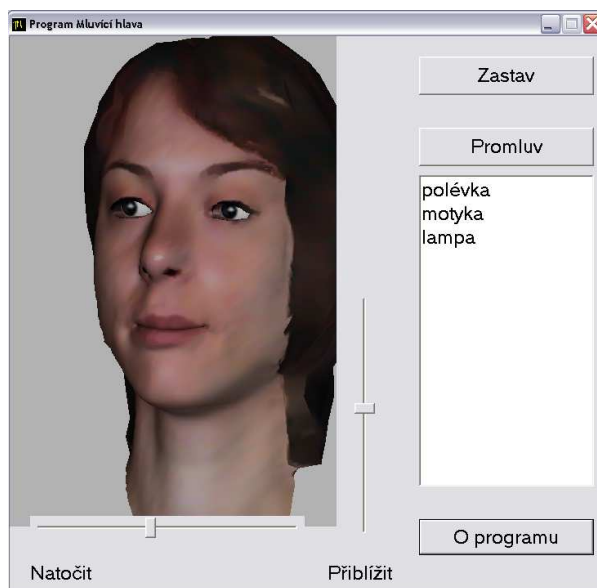 Program Mluvící hlava
Zastav
Promluv
polévka
motyka
lampa
O programu
Natočit
Přiblížit